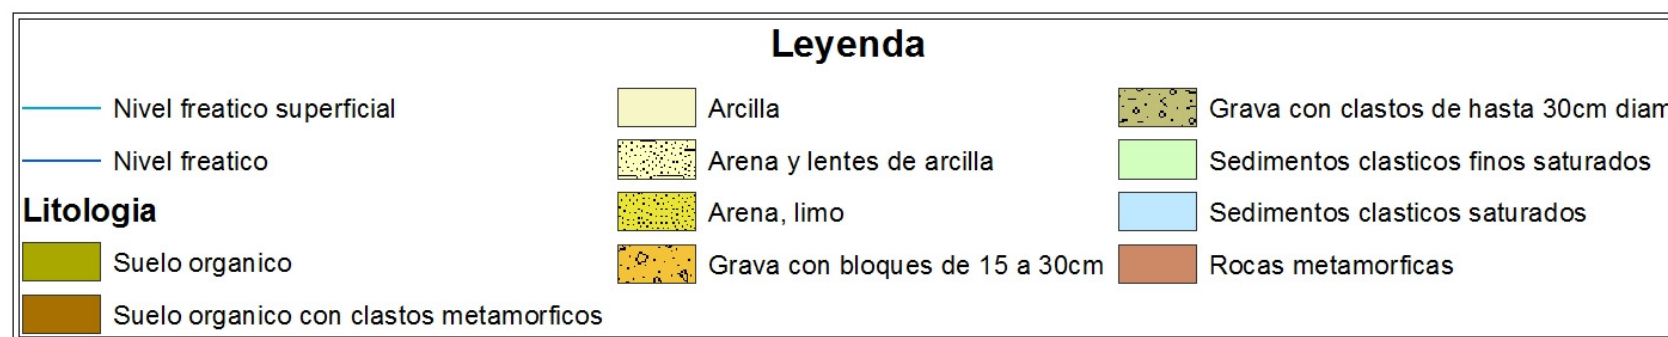 Leyenda
Nivel freatico superficial
Nivel freatico
Litologia
Suelo organico
Suelo organico con clastos metamorficos
Arcilla
Arena y lentes de arcilla
Arena, limo
Grava con bloques de 15 a 30cm
Grava con clastos de hasta 30cm diam
Sedimentos clasticos finos saturados
Sedimentos clasticos saturados
Rocas metamorficas